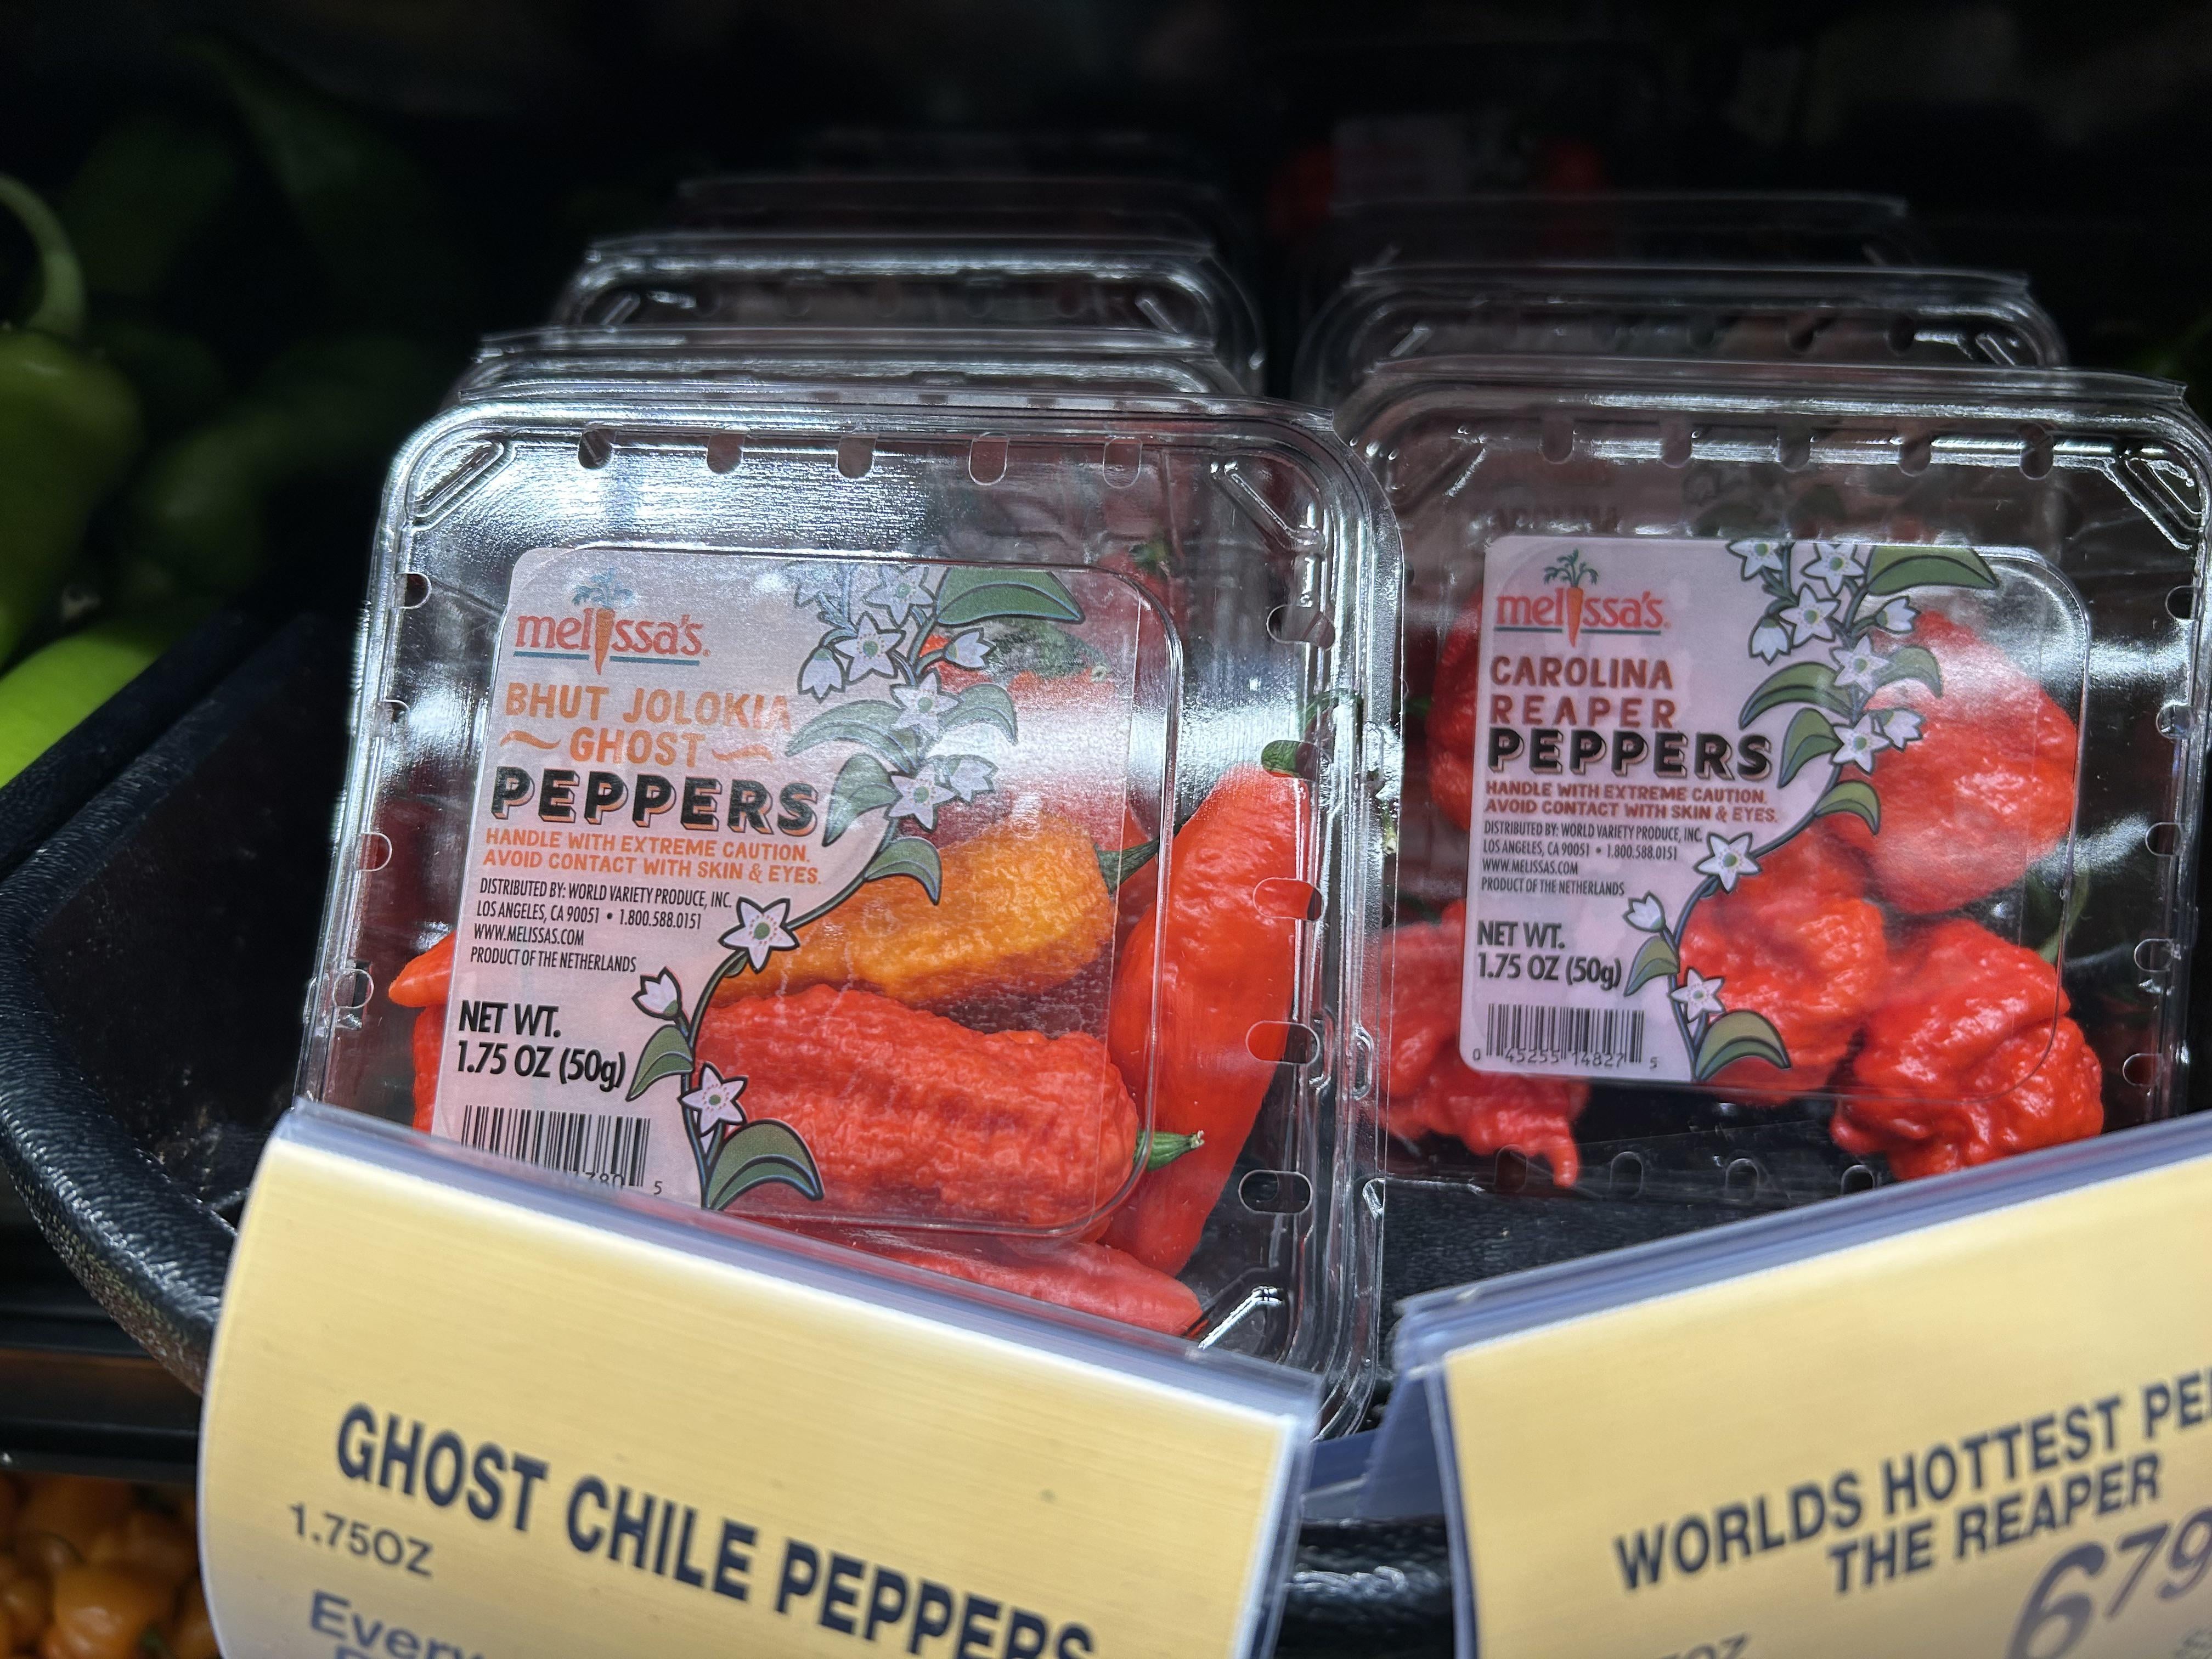 melissa's
BHUT JOLOKIA
GHOST
PEPPERS
HANDLE WITH EXTREME CAUTION.
AVOID CONTACT WITH SKIN & EYES.
DISTRIBUTED BY: WORLD VARIETY PRODUCE, INC.
LOS ANGELES, CA 90051 • 1.800.588.0151
WWW.MELISSAS.COM
PRODUCT OF THE NETHERLANDS
NET WT.
1.75 OZ (50g)
5
melissa's
CAROLINA
REAPER
PEPPERS
HANDLE WITH EXTREME CAUTION.
AVOID CONTACT WITH SKIN & EYES.
DISTRIBUTED BY: WORLD VARIETY PRODUCE, INC.
LOS ANGELES, CA 90051 • 1.800.588.0151
WWW.MELISSAS.COM
PRODUCT OF THE NETHERLANDS
NET WT.
1.75 OZ (50g)
0 45255 14827 5
GHOST CHILE PEPPERS
1.75OZ
Every
WORLDS HOTTEST
THE REAPER
679